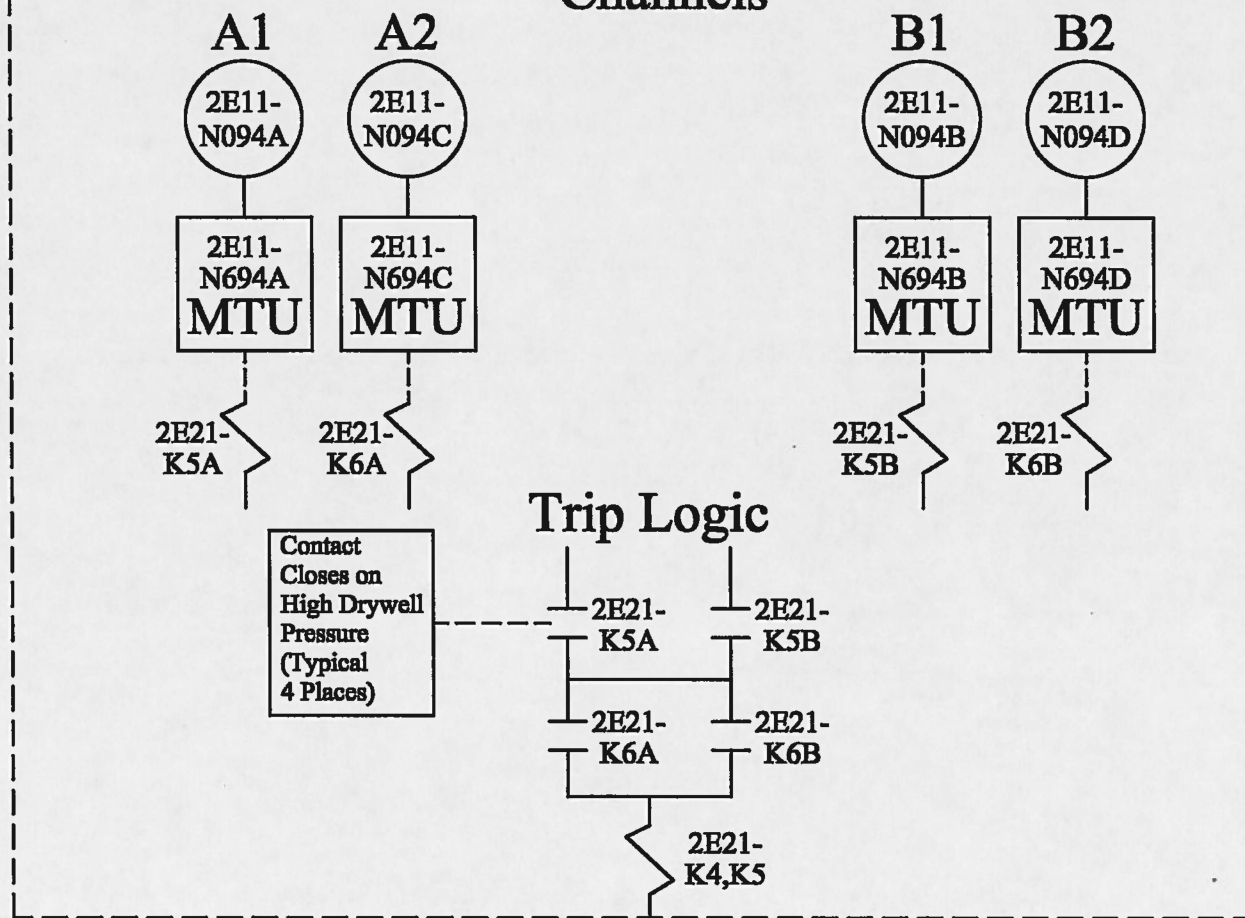 Channels
A1 A2 B1 B2
2E11- 2E11- 2E11- 2E11-
N094A N094C N094B N094D
2E11- 2E11- 2E11- 2E11-
N694A N694C N694B N694D
MTU MTU MTU MTU
2E21- 2E21- 2E21- 2E21-
K5A K6A K5B K6B
Trip Logic
Contact
Closes on
High Drywell
Pressure
(Typical
4 Places)
2E21- 2E21-
K5A K5B
2E21- 2E21-
K6A K6B
2E21-
K4,K5